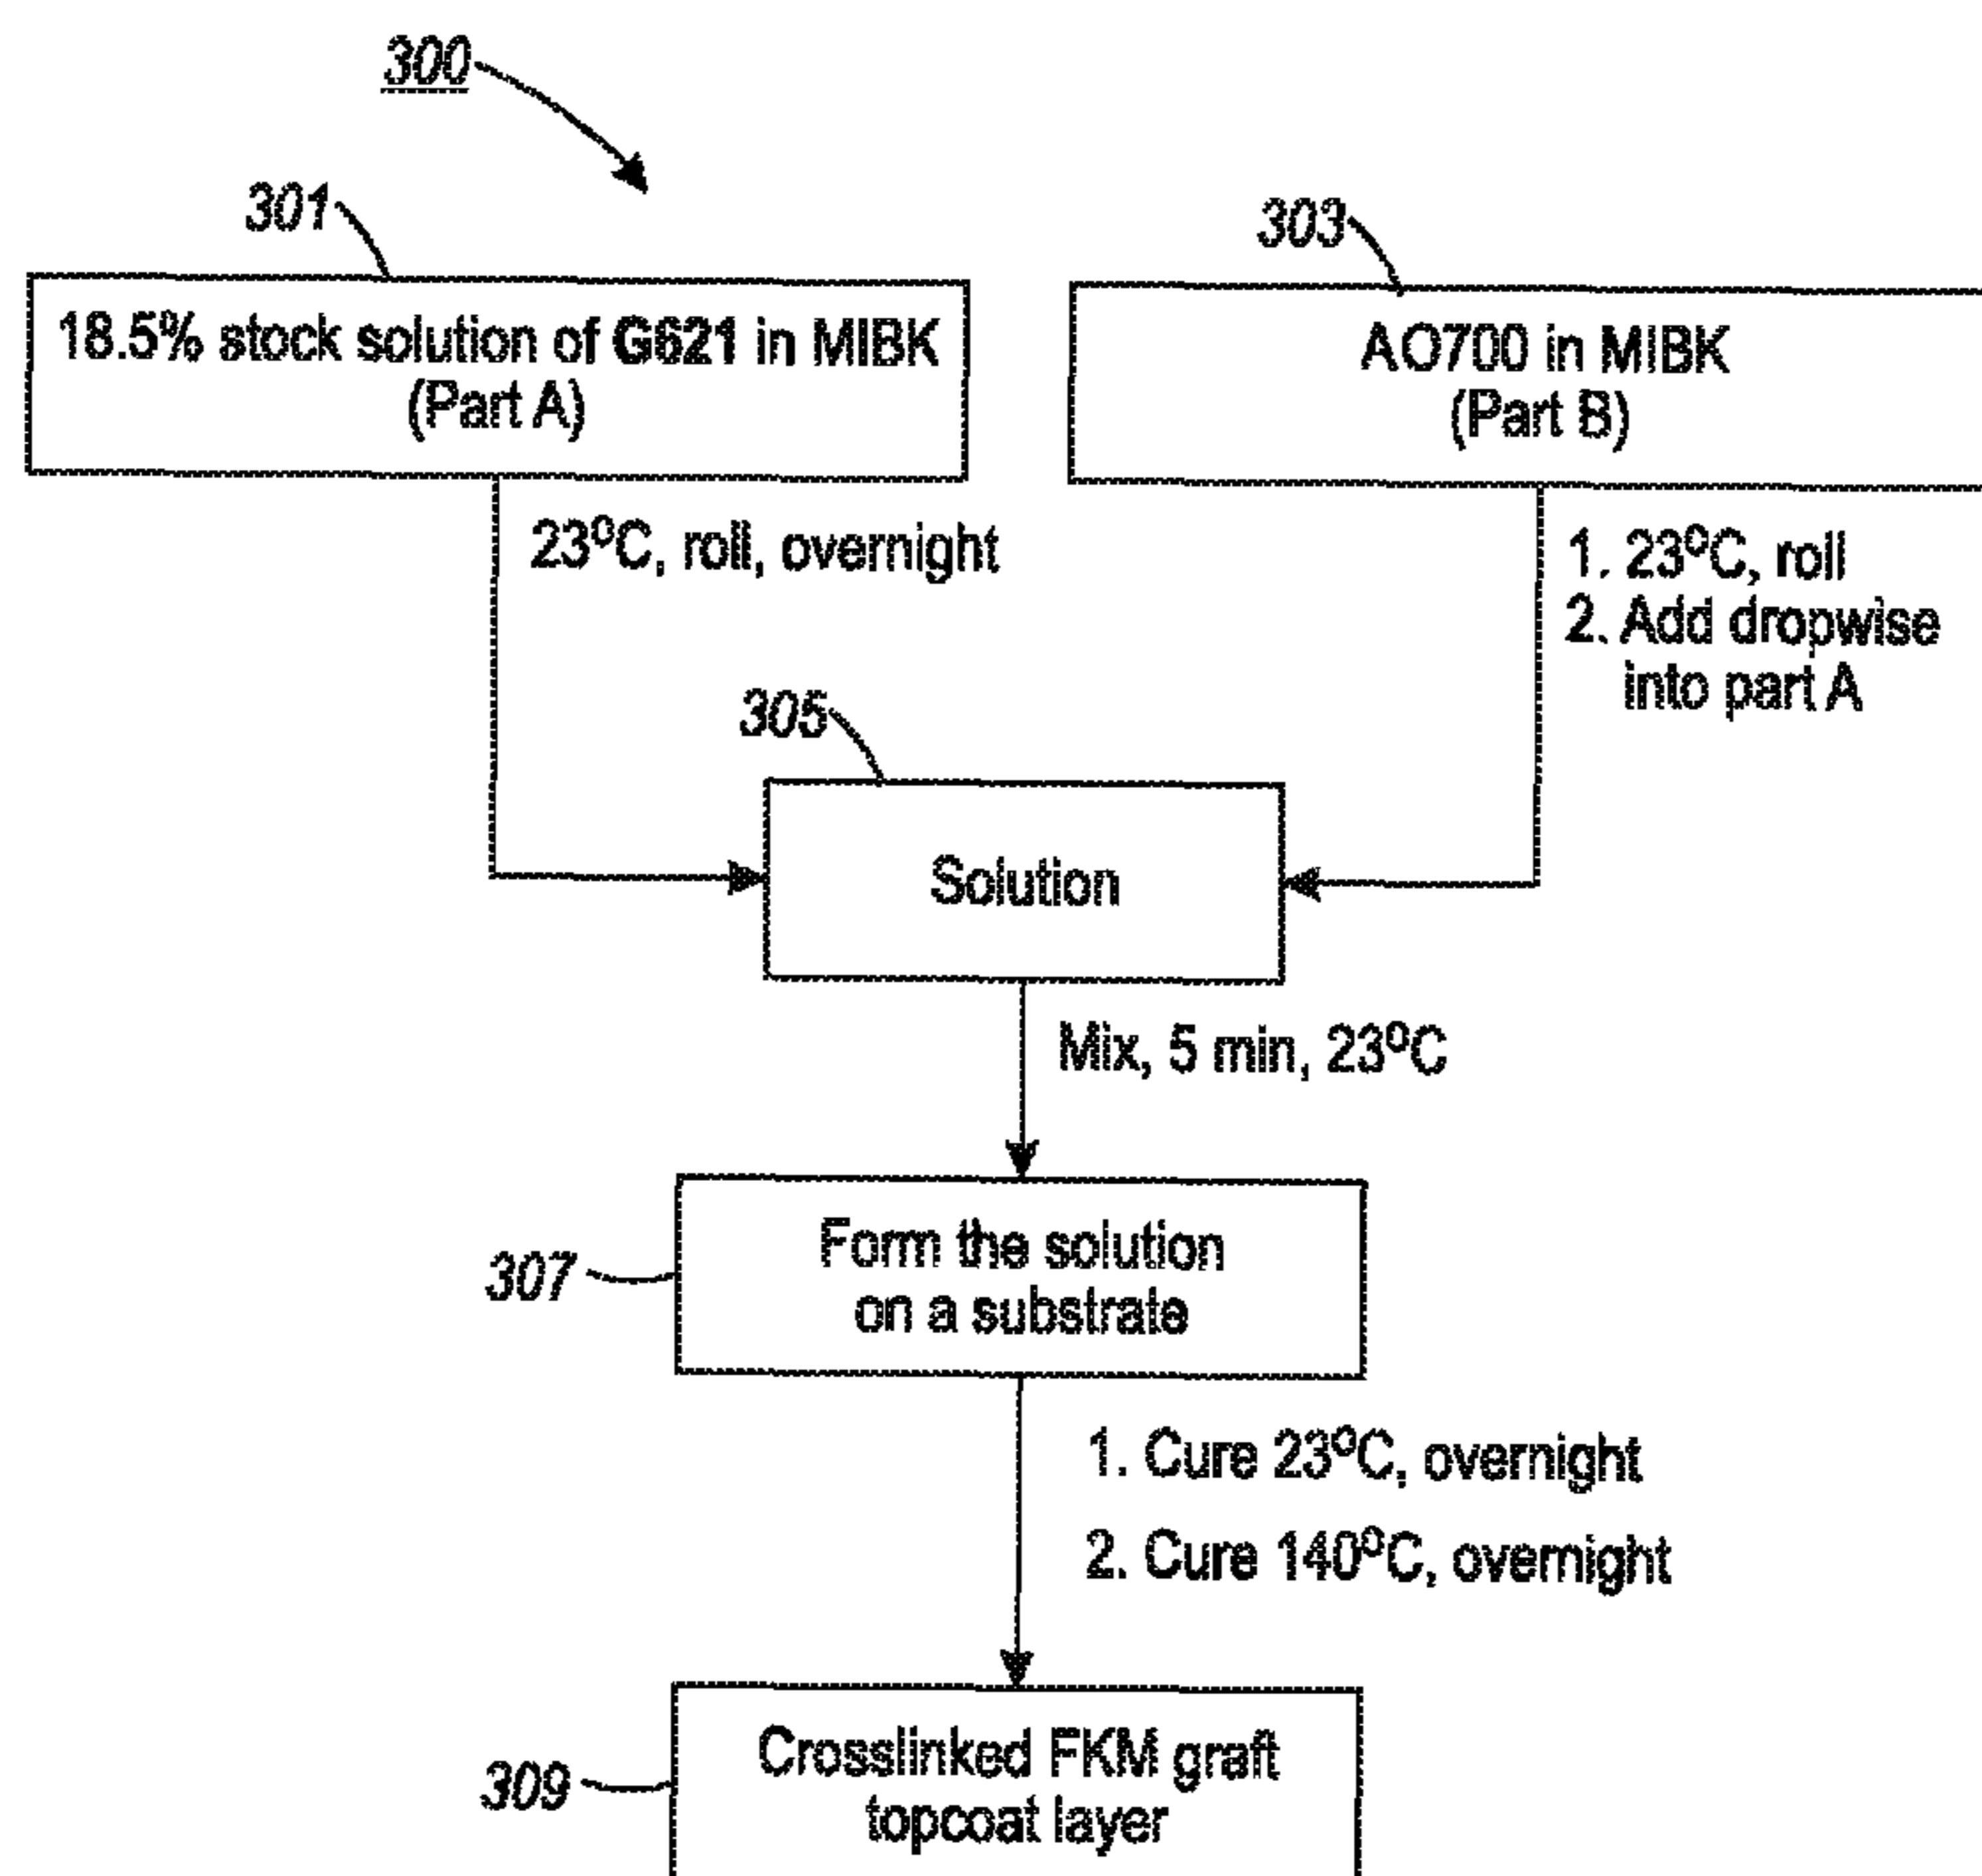 300
301
303
18.5% stock solution of G621 in MIBK
(Part A)
AO700 in MIBK
(Part B)
23°C, roll, overnight
1. 23°C, roll
2. Add dropwise
into part A
305
Solution
Mix, 5 min, 23°C
307
Form the solution
on a substrate
1. Cure 23°C, overnight
2. Cure 140°C, overnight
309
Crosslinked FKM graft
topcoat layer